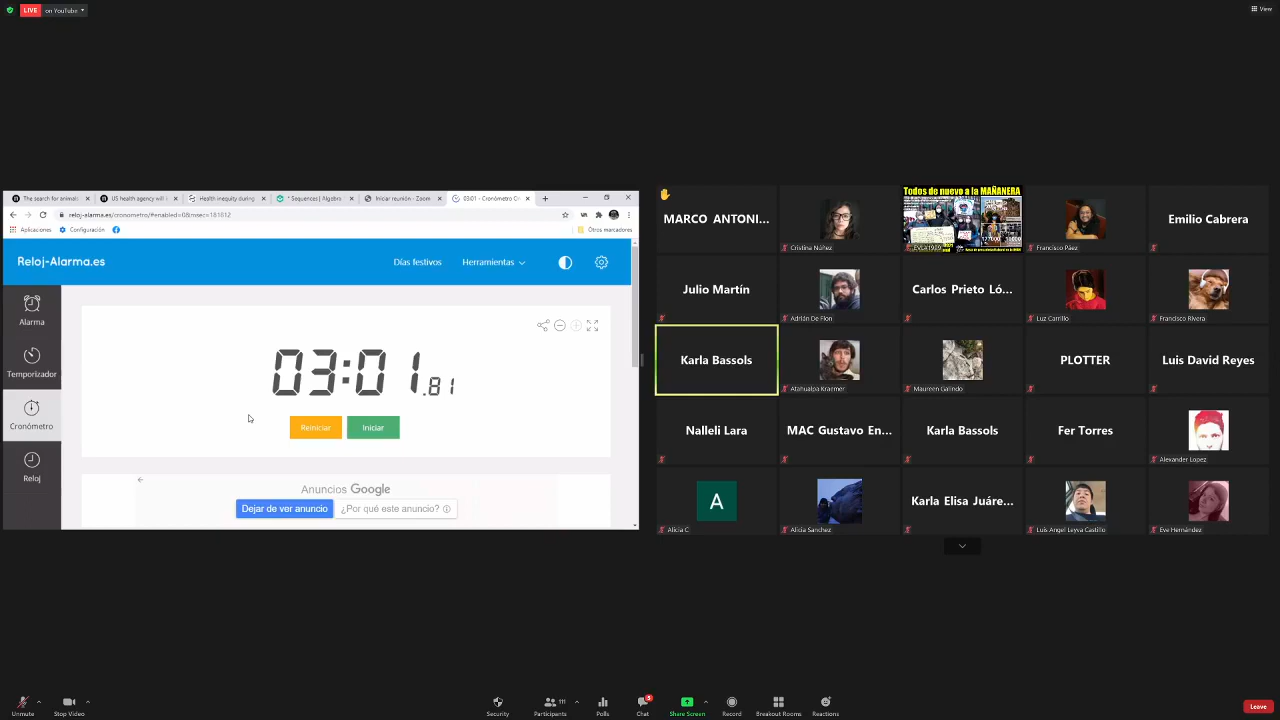 LIVE on YouTube
View
The search for animals
US health agency will
Health inequity during
* Sequences | Algebro
Iniciar reunión - Zoom
03:01 - Cronómetro C
reloj-alarma.es/cronometro/#enabled=0&msec=181812
Aplicaciones
Configuración
Otros marcadores
Reloj-Alarma.es
Días festivos
Herramientas
Alarma
Temporizador
Cronómetro
Reloj
03:01.81
Reiniciar
Iniciar
Anuncios Google
Dejar de ver anuncio
¿Por qué este anuncio?
MARCO ANTONI...
Cristina Núñez
Todos de nuevo a la MAÑANERA
Francisco Páez
Emilio Cabrera
Julio Martín
Adrián De Fion
Carlos Prieto Ló...
Luz Carrillo
Francisco Rivera
Karla Bassols
Atahualpa Kraemer
Maureen Galindo
PLOTTER
Luis David Reyes
Nalleli Lara
MAC Gustavo En...
Karla Bassols
Fer Torres
Alexander Lopez
A
Alicia C
Alicia Sanchez
Karla Elisa Juáre...
Luis Angel Leyva Castillo
Eve Hernández
Unmute
Stop Video
Security
Participants 111
Polls
Chat 5
Share Screen
Record
Breakout Rooms
Reactions
Leave